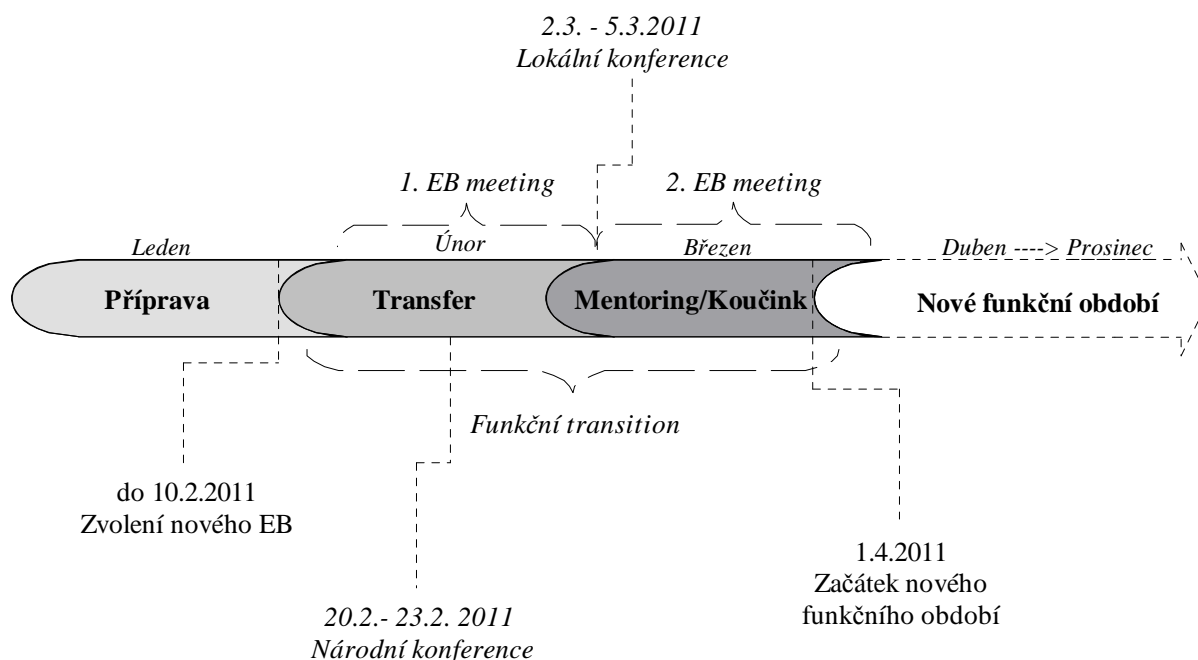 2.3. - 5.3.2011
Lokální konference
1. EB meeting
2. EB meeting
Leden
Únor
Březen
Duben ----> Prosinec
Příprava
Transfer
Mentoring/Koučink
Nové funkční období
Funkční transition
do 10.2.2011
Zvolení nového EB
1.4.2011
Začátek nového
funkčního období
20.2.- 23.2. 2011
Národní konference